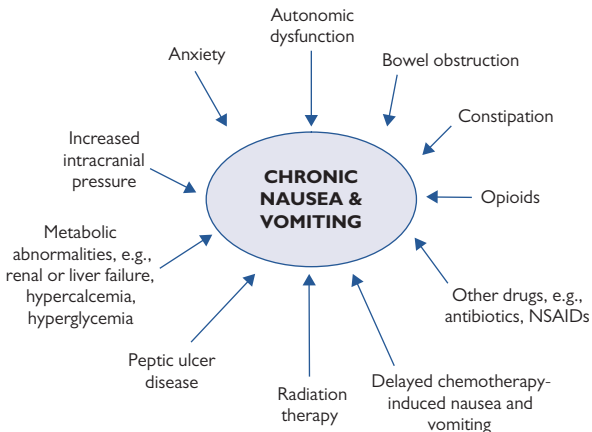 Autonomic
dysfunction
Anxiety
Bowel obstruction
Constipation
Increased
intracranial
pressure
CHRONIC
NAUSEA &
VOMITING
Opioids
Metabolic
abnormalities, e.g.,
renal or liver failure,
hypercalcemia,
hyperglycemia
Other drugs, e.g.,
antibiotics, NSAIDs
Peptic ulcer
disease
Radiation
therapy
Delayed chemotherapy-
induced nausea and
vomiting